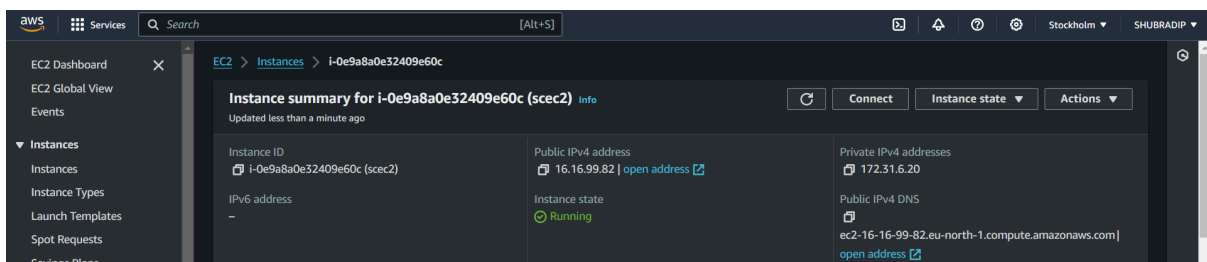 aws Services Search [Alt+S] Stockholm ▼ SHUBRADIP ▼
EC2 Dashboard
EC2 Global View
Events
▼ Instances
Instances
Instance Types
Launch Templates
Spot Requests
EC2 > Instances > i-0e9a8a0e32409e60c
Instance summary for i-0e9a8a0e32409e60c (scec2) Info
Updated less than a minute ago
Connect Instance state ▼ Actions ▼
Instance ID
i-0e9a8a0e32409e60c (scec2)
Public IPv4 address
16.16.99.82 | open address
Private IPv4 addresses
172.31.6.20
IPv6 address
–
Instance state
Running
Public IPv4 DNS
ec2-16-16-99-82.eu-north-1.compute.amazonaws.com |
open address